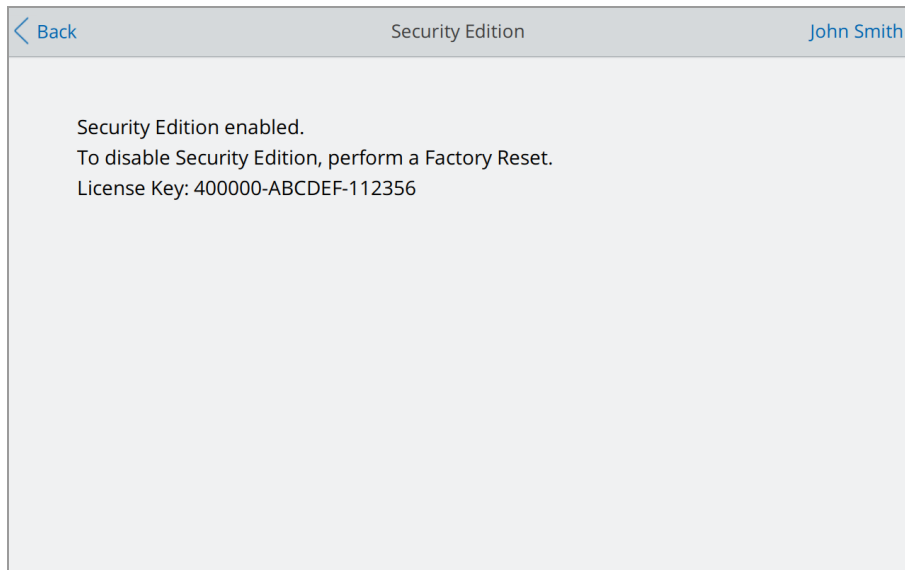 Back Security Edition John Smith
Security Edition enabled.
To disable Security Edition, perform a Factory Reset.
License Key: 400000-ABCDEF-112356